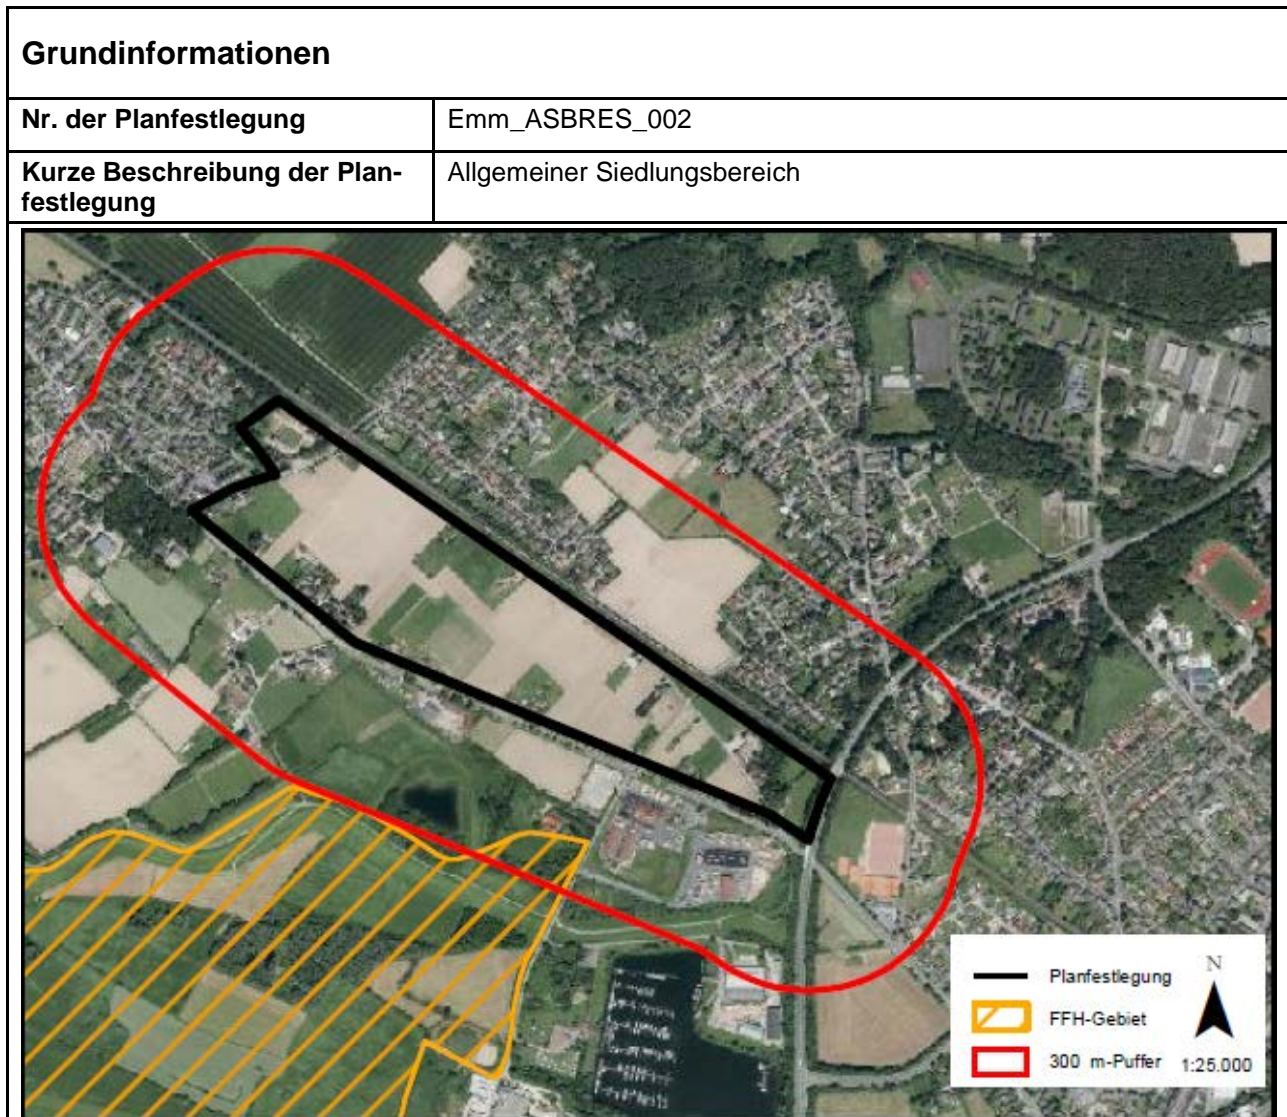 Grundinformationen
Nr. der Planfestlegung
Emm_ASBRES_002
Kurze Beschreibung der Plan-
festlegung
Allgemeiner Siedlungsbereich
Planfestlegung
FFH-Gebiet
300 m-Puffer
N
1:25.000